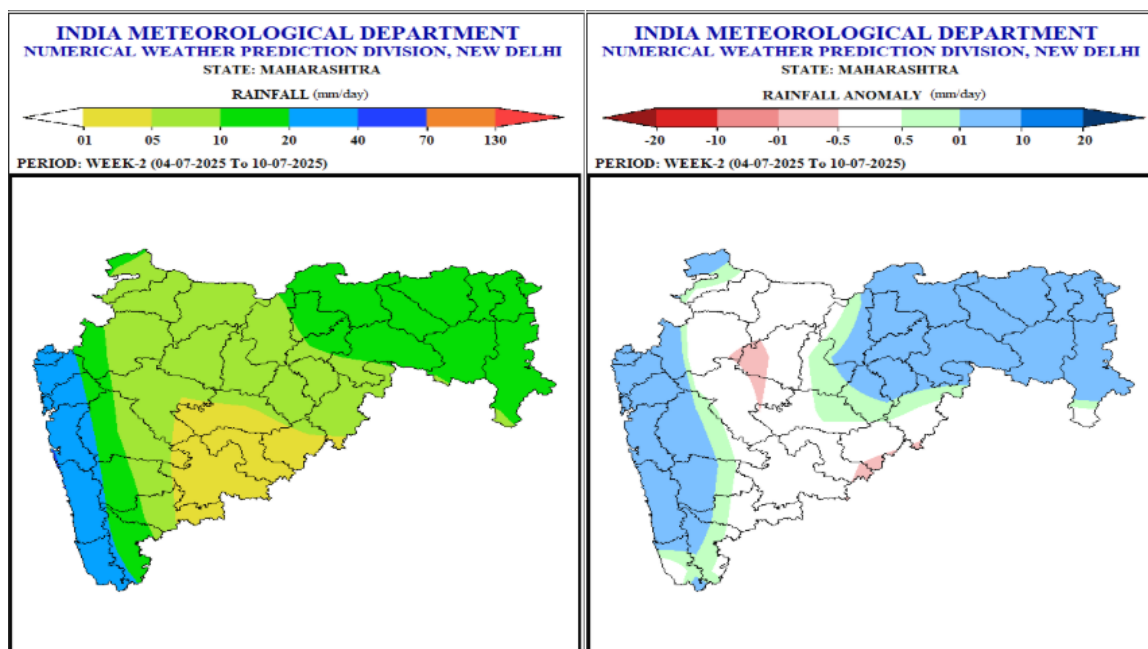 INDIA METEOROLOGICAL DEPARTMENT
NUMERICAL WEATHER PREDICTION DIVISION, NEW DELHI
STATE: MAHARASHTRA
RAINFALL (mm/day)
01 05 10 20 40 70 130
PERIOD: WEEK-2 (04-07-2025 To 10-07-2025)
INDIA METEOROLOGICAL DEPARTMENT
NUMERICAL WEATHER PREDICTION DIVISION, NEW DELHI
STATE: MAHARASHTRA
RAINFALL ANOMALY (mm/day)
-20 -10 -01 -0.5 0.5 01 10 20
PERIOD: WEEK-2 (04-07-2025 To 10-07-2025)